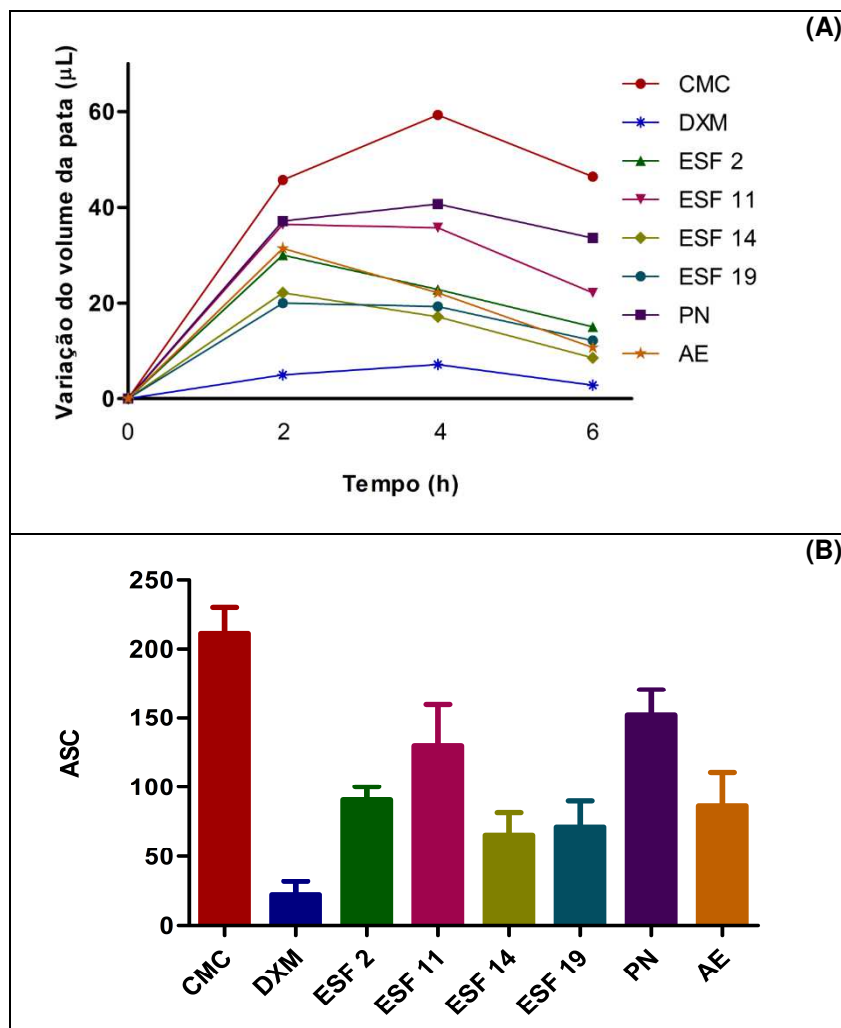 (A)
Variação do volume da pata (µL)
60
40
20
0
0
2
4
6
Tempo (h)
CMC
DXM
ESF 2
ESF 11
ESF 14
ESF 19
PN
AE
(B)
ASC
250
200
150
100
50
0
CMC
DXM
ESF 2
ESF 11
ESF 14
ESF 19
PN
AE